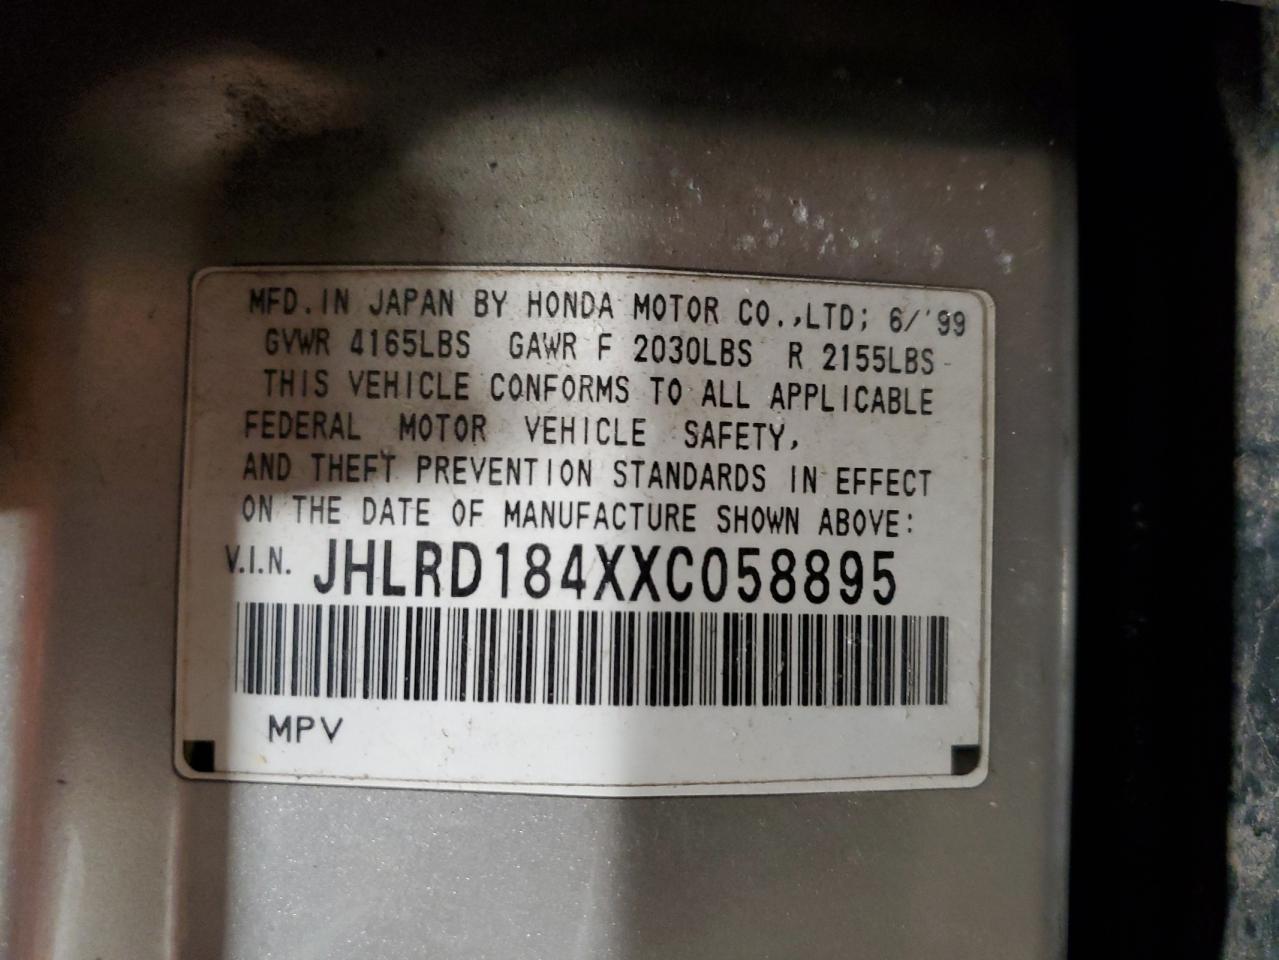 MFD.IN JAPAN BY HONDA MOTOR CO.,LTD; 6/'99
GVWR 4165LBS GAWR F 2030LBS R 2155LBS
THIS VEHICLE CONFORMS TO ALL APPLICABLE
FEDERAL MOTOR VEHICLE SAFETY,
AND THEFT PREVENTION STANDARDS IN EFFECT
ON THE DATE OF MANUFACTURE SHOWN ABOVE:
V.I.N. JHLRD184XXC058895
MPV